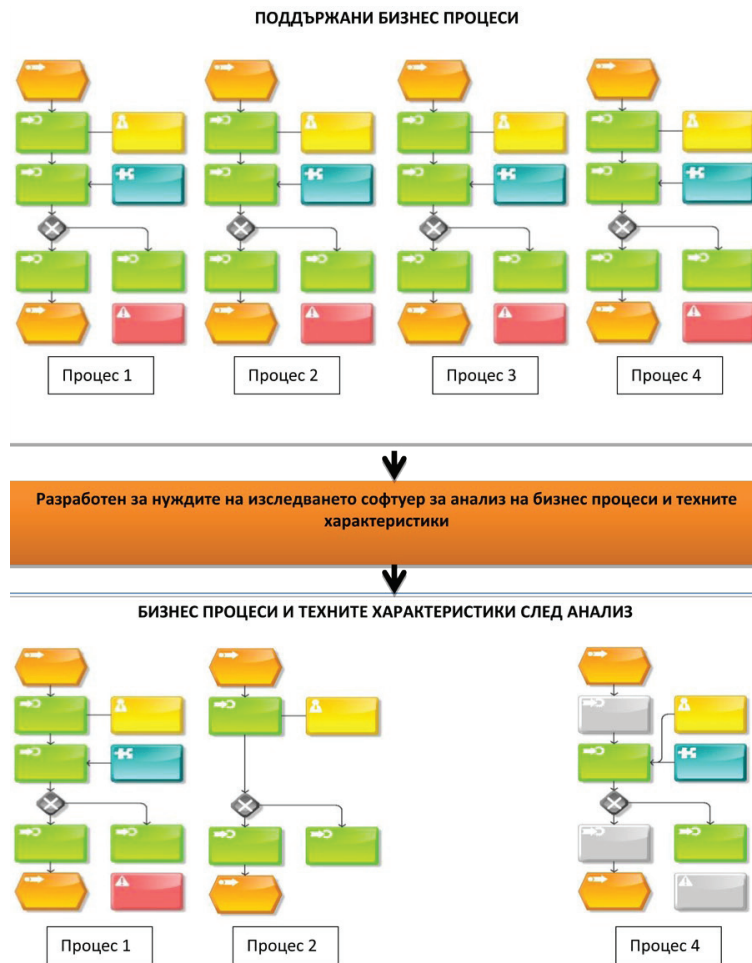 ПОДДЪРЖАНИ БИЗНЕС ПРОЦЕСИ
Процес 1
Процес 2
Процес 3
Процес 4
Разработен за нуждите на изследването софтуер за анализ на бизнес процеси и техните
характеристики
БИЗНЕС ПРОЦЕСИ И ТЕХНИТЕ ХАРАКТЕРИСТИКИ СЛЕД АНАЛИЗ
Процес 1
Процес 2
Процес 4